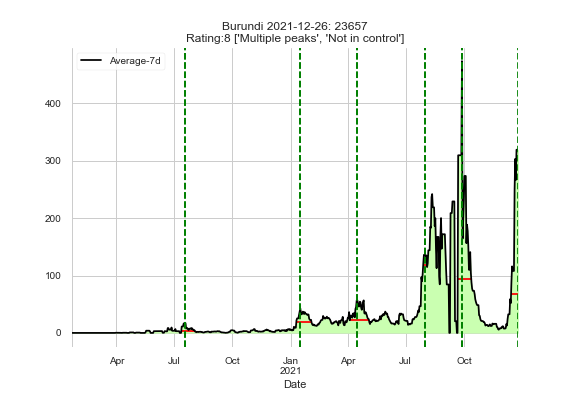 Burundi 2021-12-26: 23657
Rating:8 ['Multiple peaks', 'Not in control']
Average-7d
400
300
200
100
0
Apr
Jul
Oct
Jan
2021
Apr
Jul
Oct
Date